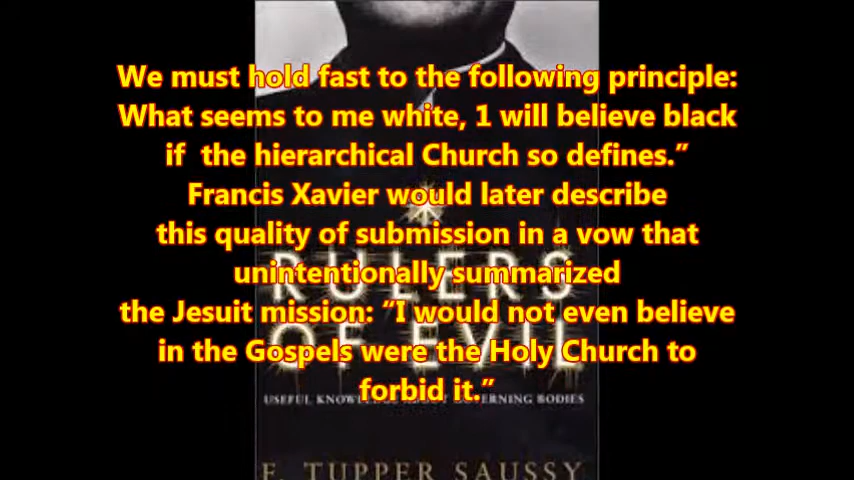 We must hold fast to the following principle:
What seems to me white, 1 will believe black
if the hierarchical Church so defines.”
Francis Xavier would later describe
this quality of submission in a vow that
unintentionally summarized
the Jesuit mission: “I would not even believe
in the Gospels were the Holy Church to
forbid it.”
RULERS
OF EVIL
USEFUL KNOWLEDGE ABOUT GOVERNING BODIES
F. TUPPER SAUSSY